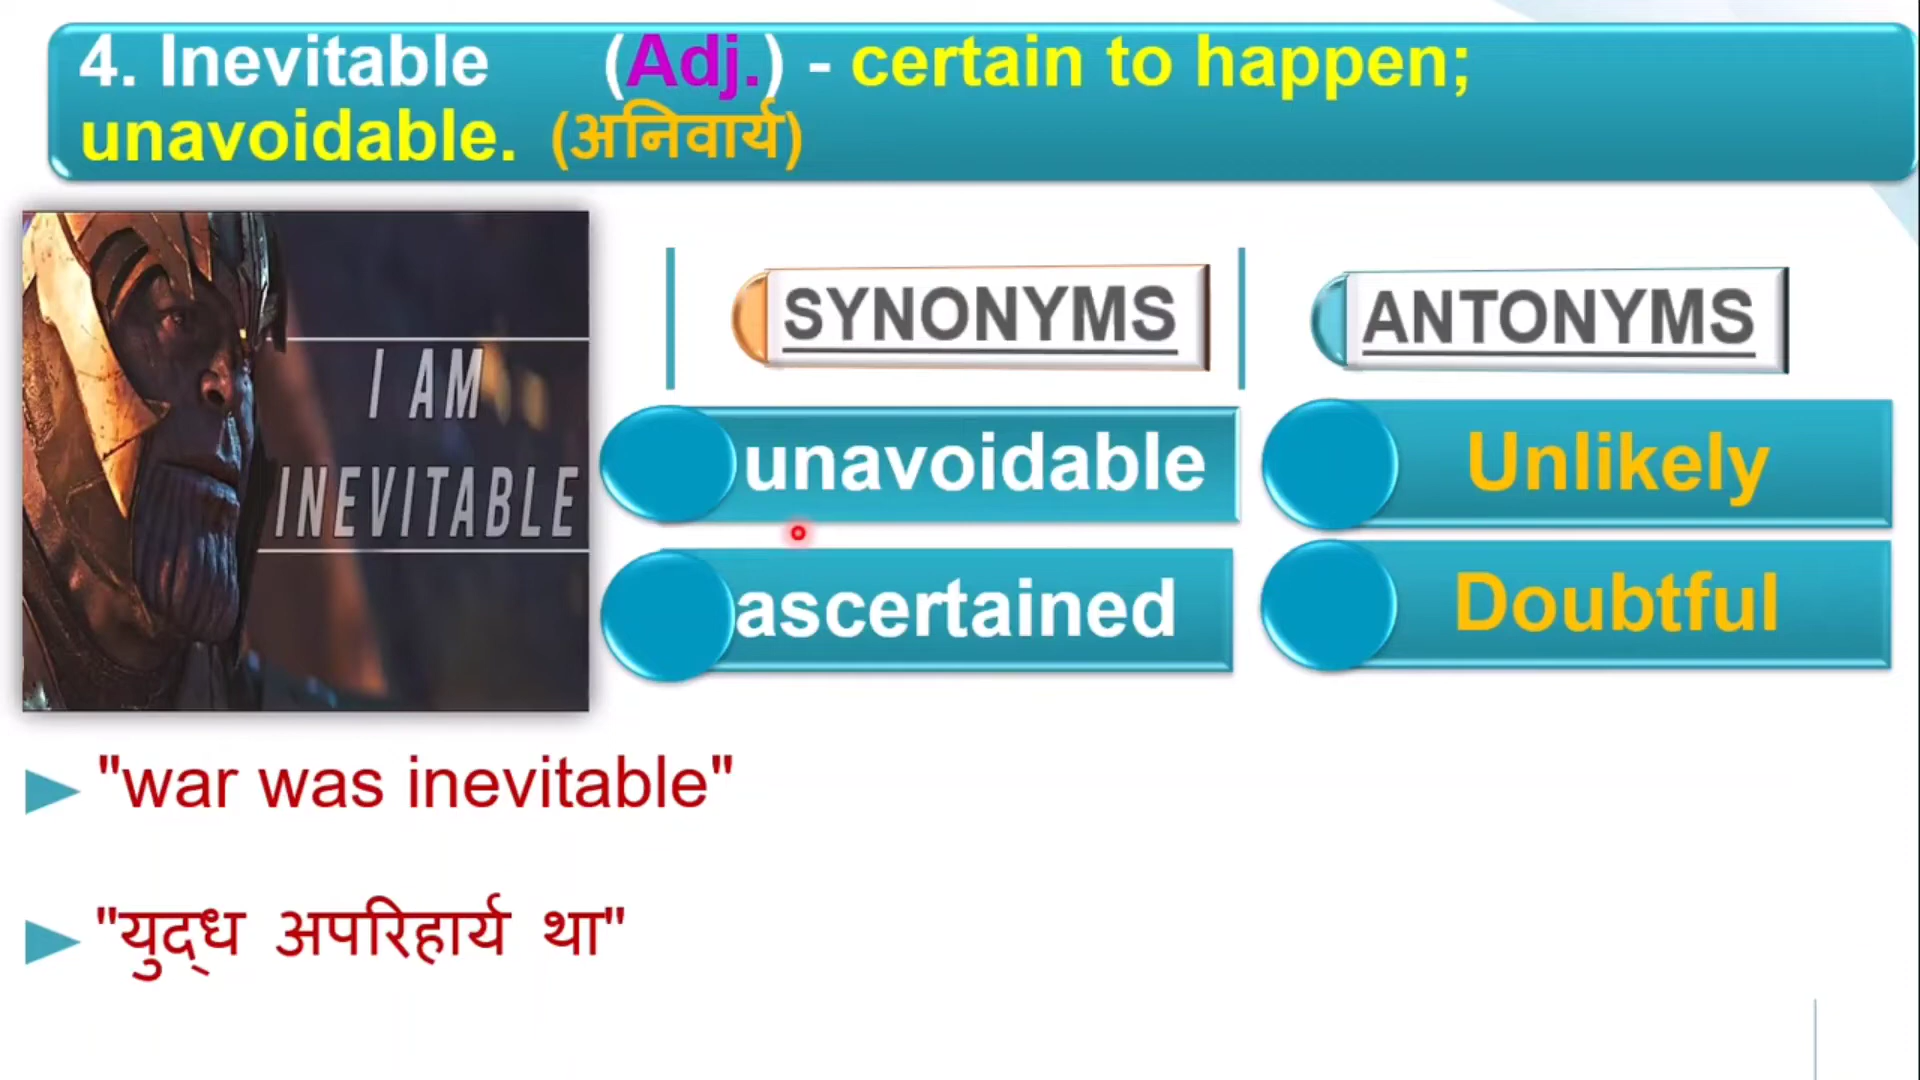 4. Inevitable (Adj.) - certain to happen;
unavoidable. (अनिवार्य)
I AM
INEVITABLE
SYNONYMS
ANTONYMS
unavoidable
Unlikely
ascertained
Doubtful
"war was inevitable"
"युद्ध अपरिहार्य था"